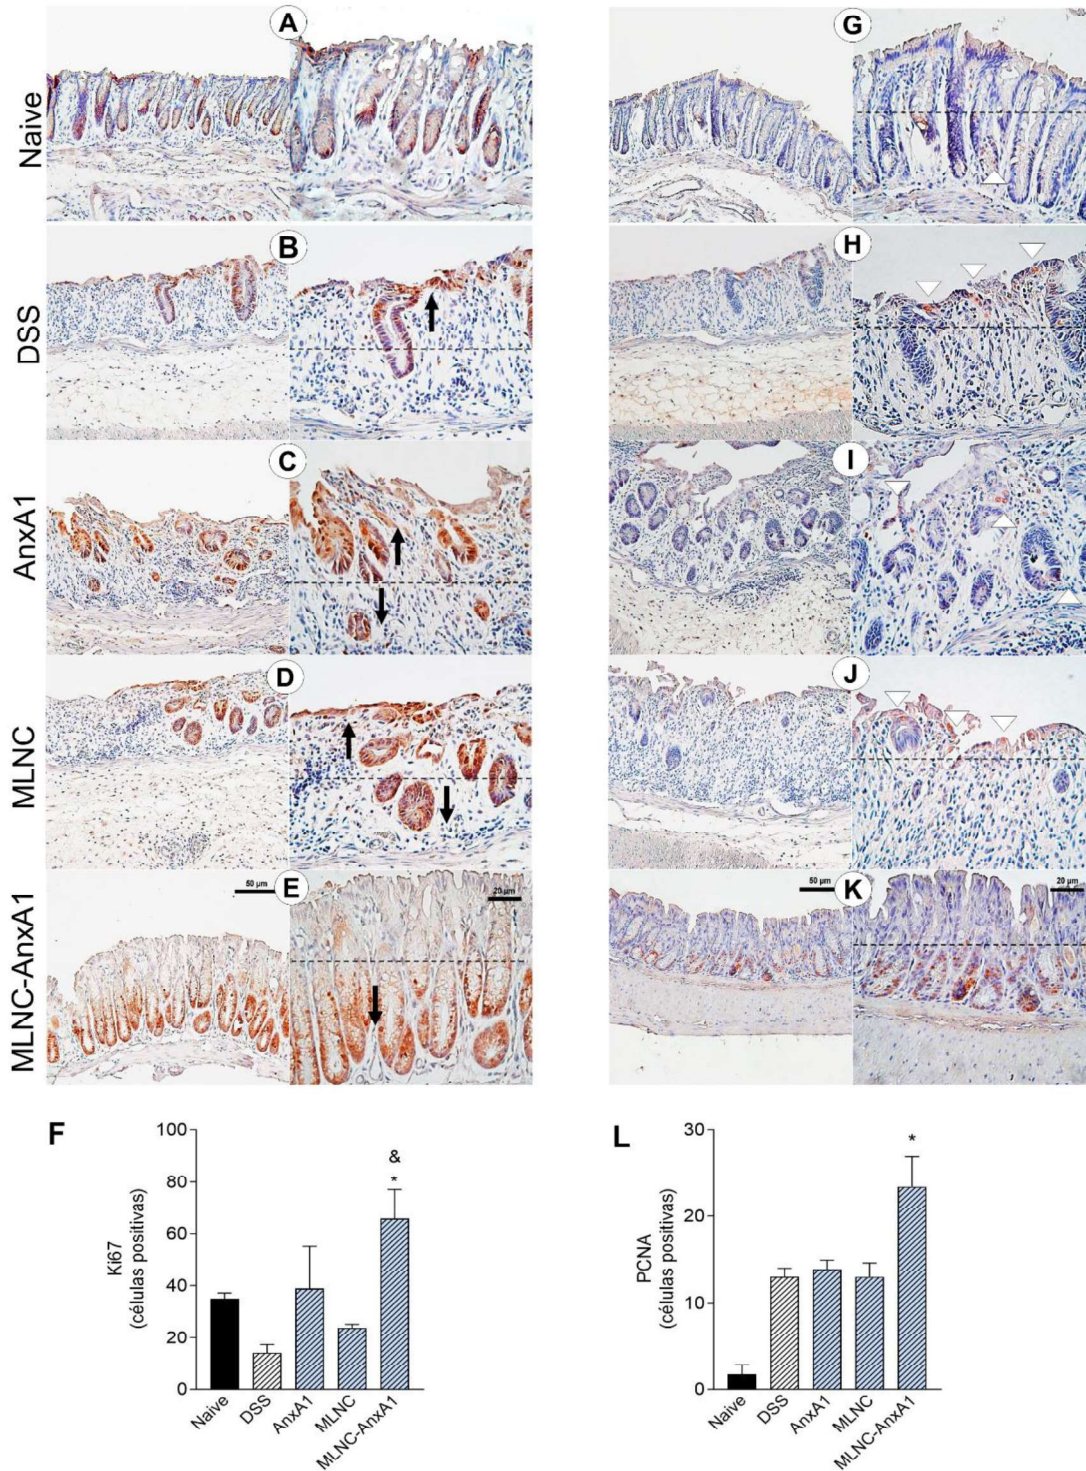 A
G
Naive
B
H
DSS
C
I
AnxA1
D
J
MLNC
50 µm
E
20 µm
50 µm
K
20 µm
MLNC-AnxA1
F
100
80
60
40
20
0
Ki67
(células positivas)
&
*
Naive
DSS
AnxA1
MLNC
MLNC-AnxA1
L
30
20
10
0
PCNA
(células positivas)
*
Naive
DSS
AnxA1
MLNC
MLNC-AnxA1